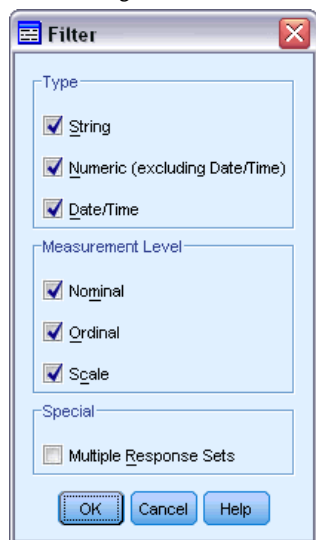 Filter
Type
String
Numeric (excluding Date/Time)
Date/Time
Measurement Level
Nominal
Ordinal
Scale
Special
Multiple Response Sets
OK Cancel Help